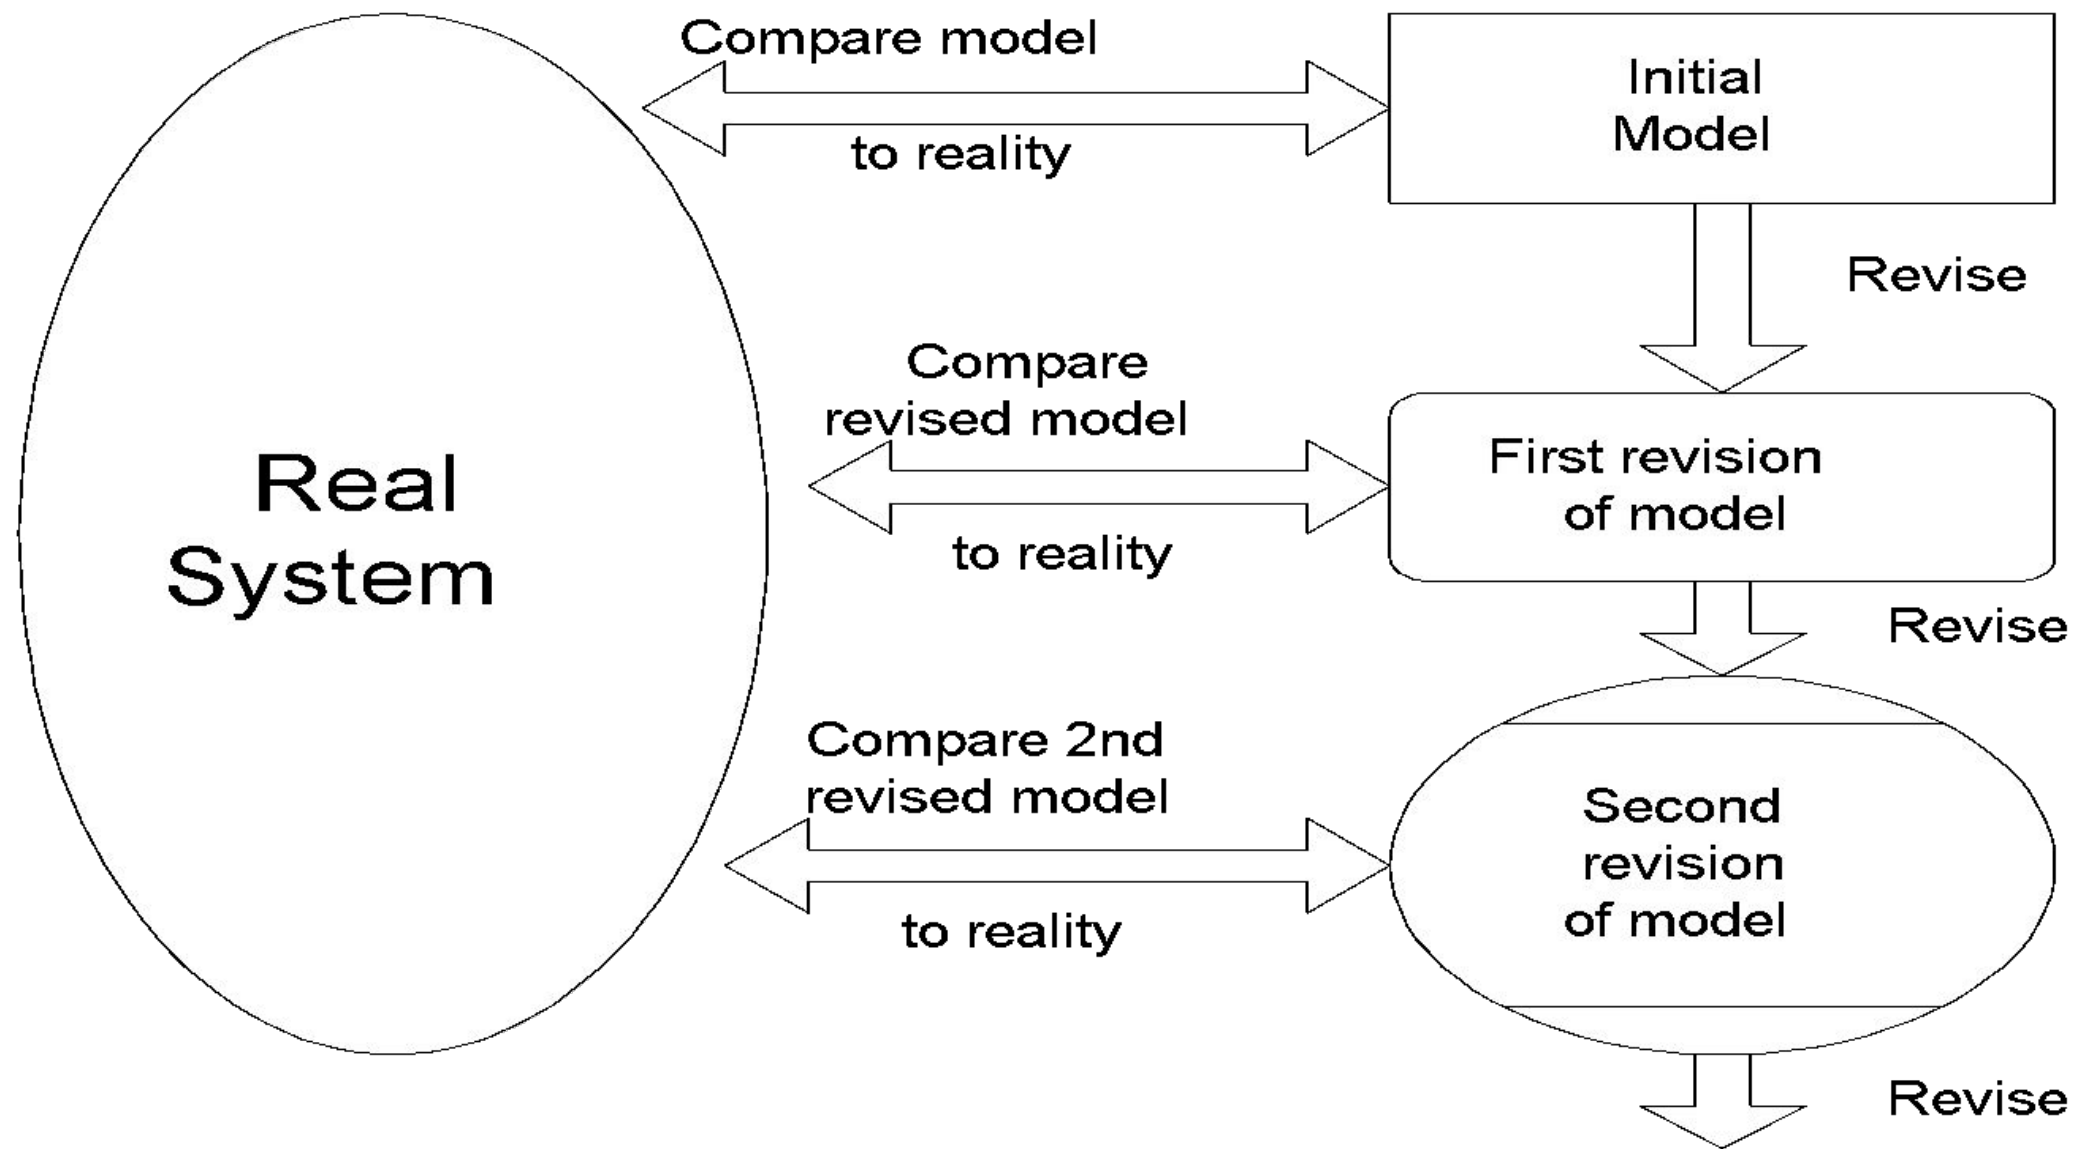 Compare model
to reality
Initial
Model
Revise
Real
System
Compare
revised model
to reality
First revision
of model
Revise
Compare 2nd
revised model
to reality
Second
revision
of model
Revise